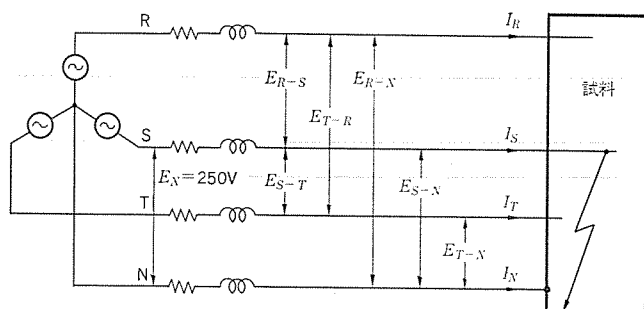 R
I_R
試料
E_{R-S}
E_{T-R}
E_{R-N}
S
I_S
E_N=250V
E_{S-T}
E_{S-N}
T
I_T
E_{T-N}
N
I_N